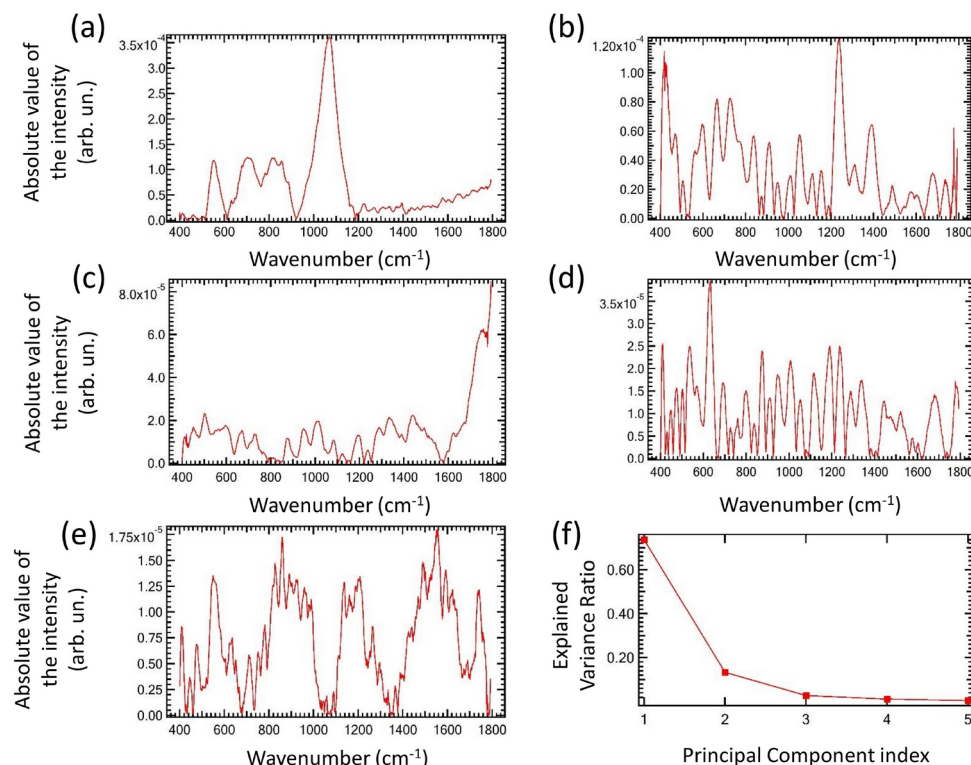 (a)
Absolute value of
the intensity
(arb. un.)
3.5x10⁻⁴
3.0
2.5
2.0
1.5
1.0
0.5
0.0
400 600 800 1000 1200 1400 1600 1800
Wavenumber (cm⁻¹)
(b)
1.20x10⁻⁴
1.00
0.80
0.60
0.40
0.20
0.00
400 600 800 1000 1200 1400 1600 1800
Wavenumber (cm⁻¹)
(c)
Absolute value of
the intensity
(arb. un.)
8.0x10⁻⁵
6.0
4.0
2.0
0.0
400 600 800 1000 1200 1400 1600 1800
Wavenumber (cm⁻¹)
(d)
3.5x10⁻⁵
3.0
2.5
2.0
1.5
1.0
0.5
0.0
400 600 800 1000 1200 1400 1600 1800
Wavenumber (cm⁻¹)
(e)
Absolute value of
the intensity
(arb. un.)
1.75x10⁻⁵
1.50
1.25
1.00
0.75
0.50
0.25
0.00
400 600 800 1000 1200 1400 1600 1800
Wavenumber (cm⁻¹)
(f)
Explained
Variance Ratio
0.60
0.40
0.20
1 2 3 4 5
Principal Component index